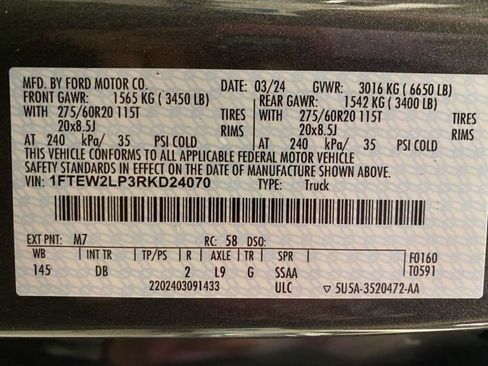 MFD. BY FORD MOTOR CO. DATE: 03/24 GVWR: 3016 KG ( 6650 LB)
FRONT GAWR: 1565 KG ( 3450 LB) REAR GAWR: 1542 KG ( 3400 LB)
WITH 275/60R20 115T TIRES WITH 275/60R20 115T TIRES
20x8.5J RIMS 20x8.5J RIMS
AT 240 kPa/ 35 PSI COLD AT 240 kPa/ 35 PSI COLD
THIS VEHICLE CONFORMS TO ALL APPLICABLE FEDERAL MOTOR VEHICLE
SAFETY STANDARDS IN EFFECT ON THE DATE OF MANUFACTURE SHOWN ABOVE.
VIN: 1FTEW2LP3RKD24070 TYPE: Truck
EXT PNT: M7 RC: 58 DSO:
WB INT TR TP/PS R AXLE TR SPR F0160
145 DB 2 L9 G SSAA T0591
2202403091433 ULC ▽ 5U5A-3520472-AA